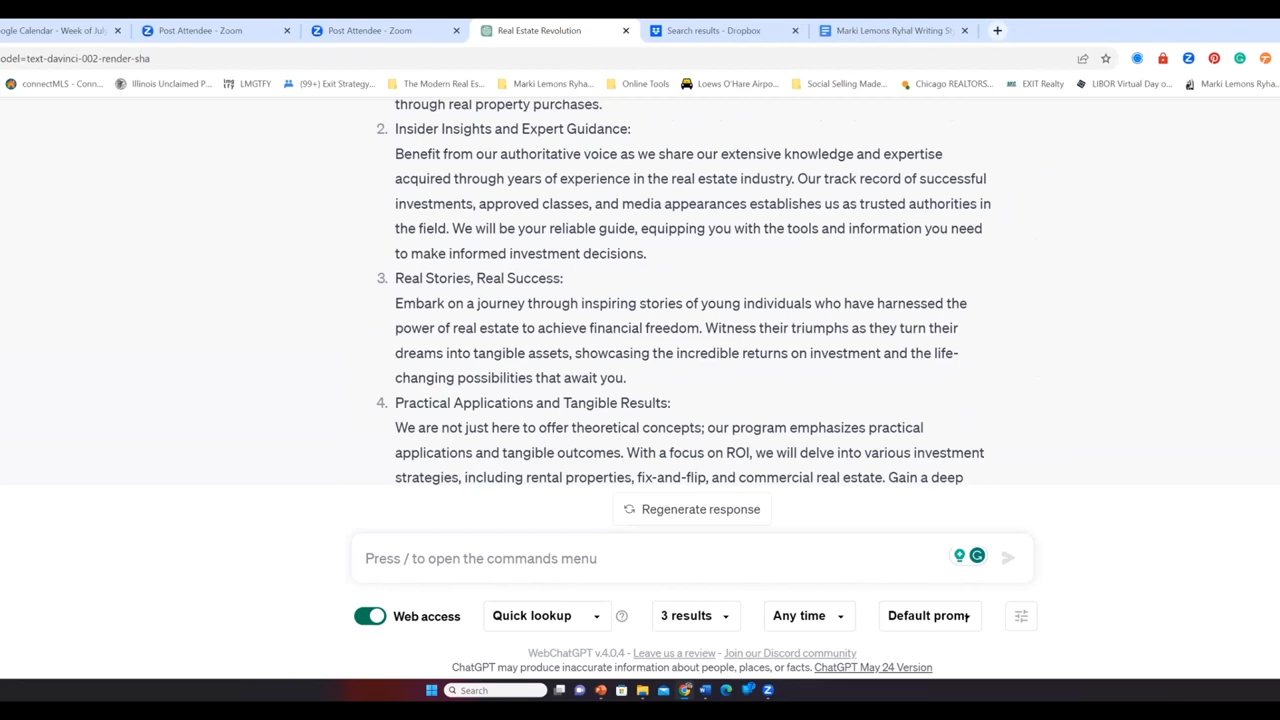 oogle Calendar - Week of July
Post Attendee - Zoom
Post Attendee - Zoom
Real Estate Revolution
Search results - Dropbox
Marki Lemons Ryhal Writing St
odel=text-davinci-002-render-sha
connectMLS - Conn...
Illinois Unclaimed P...
LMGTFY
(99+) Exit Strategy...
The Modern Real Es...
Marki Lemons Ryha...
Online Tools
Loews O'Hare Airpo...
Social Selling Made...
Chicago REALTORS...
EXIT Realty
LIBOR Virtual Day o...
Marki Lemons Ryh
through real property purchases.
2. Insider Insights and Expert Guidance:
Benefit from our authoritative voice as we share our extensive knowledge and expertise
acquired through years of experience in the real estate industry. Our track record of successful
investments, approved classes, and media appearances establishes us as trusted authorities in
the field. We will be your reliable guide, equipping you with the tools and information you need
to make informed investment decisions.
3. Real Stories, Real Success:
Embark on a journey through inspiring stories of young individuals who have harnessed the
power of real estate to achieve financial freedom. Witness their triumphs as they turn their
dreams into tangible assets, showcasing the incredible returns on investment and the life-
changing possibilities that await you.
4. Practical Applications and Tangible Results:
We are not just here to offer theoretical concepts; our program emphasizes practical
applications and tangible outcomes. With a focus on ROI, we will delve into various investment
strategies, including rental properties, fix-and-flip, and commercial real estate. Gain a deep
Regenerate response
Press / to open the commands menu
Web access
Quick lookup
3 results
Any time
Default prom
WebChatGPT v.4.0.4 - Leave us a review - Join our Discord community
ChatGPT may produce inaccurate information about people, places, or facts. ChatGPT May 24 Version
Search